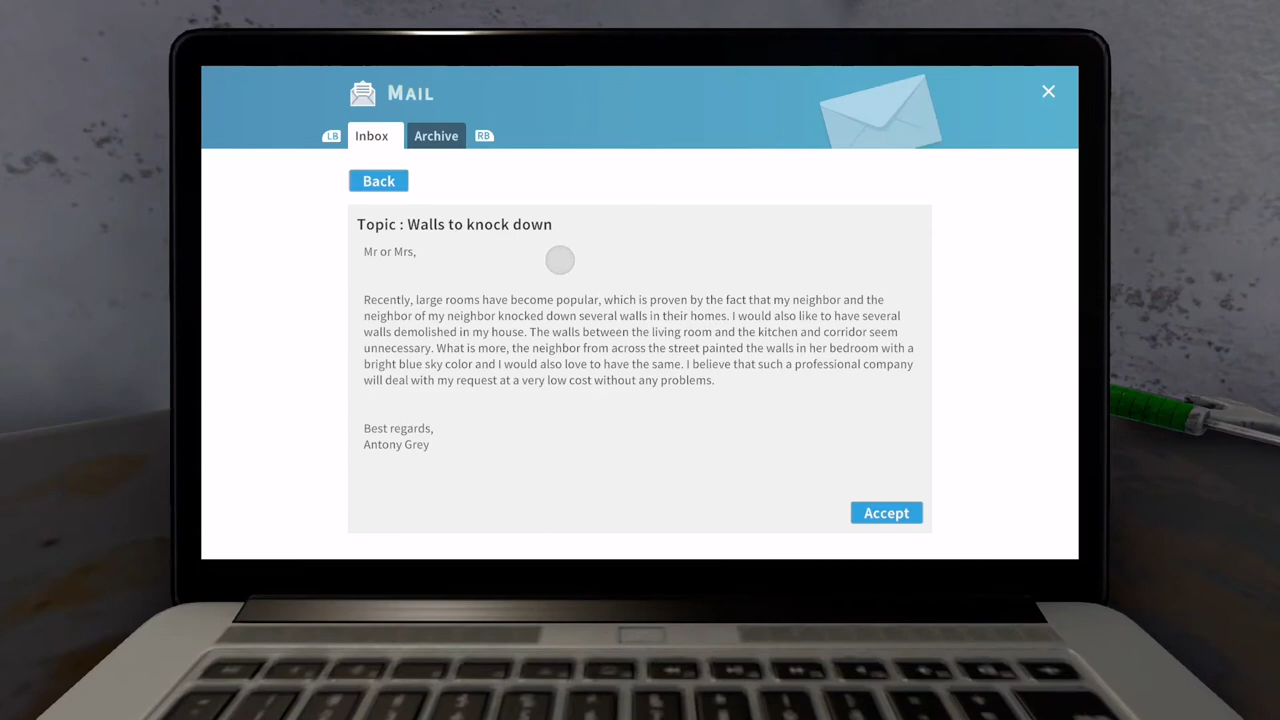 MAIL
LB Inbox Archive RB
Back
Topic : Walls to knock down
Mr or Mrs,
Recently, large rooms have become popular, which is proven by the fact that my neighbor and the
neighbor of my neighbor knocked down several walls in their homes. I would also like to have several
walls demolished in my house. The walls between the living room and the kitchen and corridor seem
unnecessary. What is more, the neighbor from across the street painted the walls in her bedroom with a
bright blue sky color and I would also love to have the same. I believe that such a professional company
will deal with my request at a very low cost without any problems.
Best regards,
Antony Grey
Accept